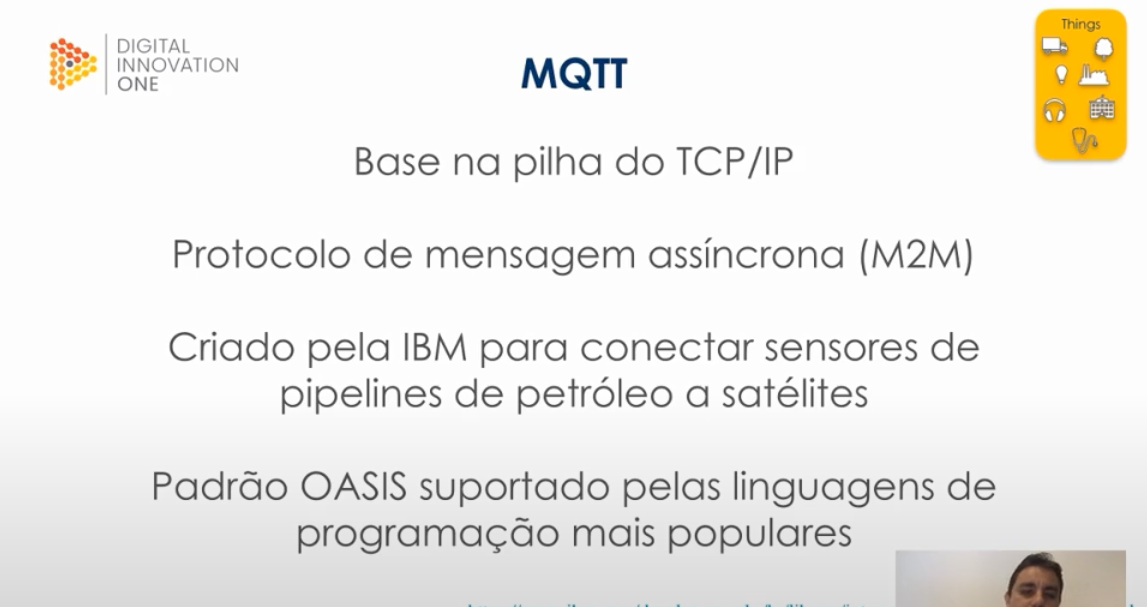 DIGITAL
INNOVATION
ONE
MQTT
Things
Base na pilha do TCP/IP
Protocolo de mensagem assíncrona (M2M)
Criado pela IBM para conectar sensores de
pipelines de petróleo a satélites
Padrão OASIS suportado pelas linguagens de
programação mais populares